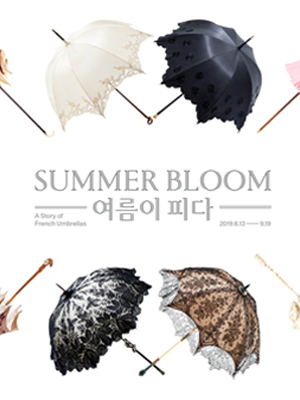 SUMMER BLOOM
여름이 피다
A Story of
French Umbrellas
2019.6.13 — 9.19